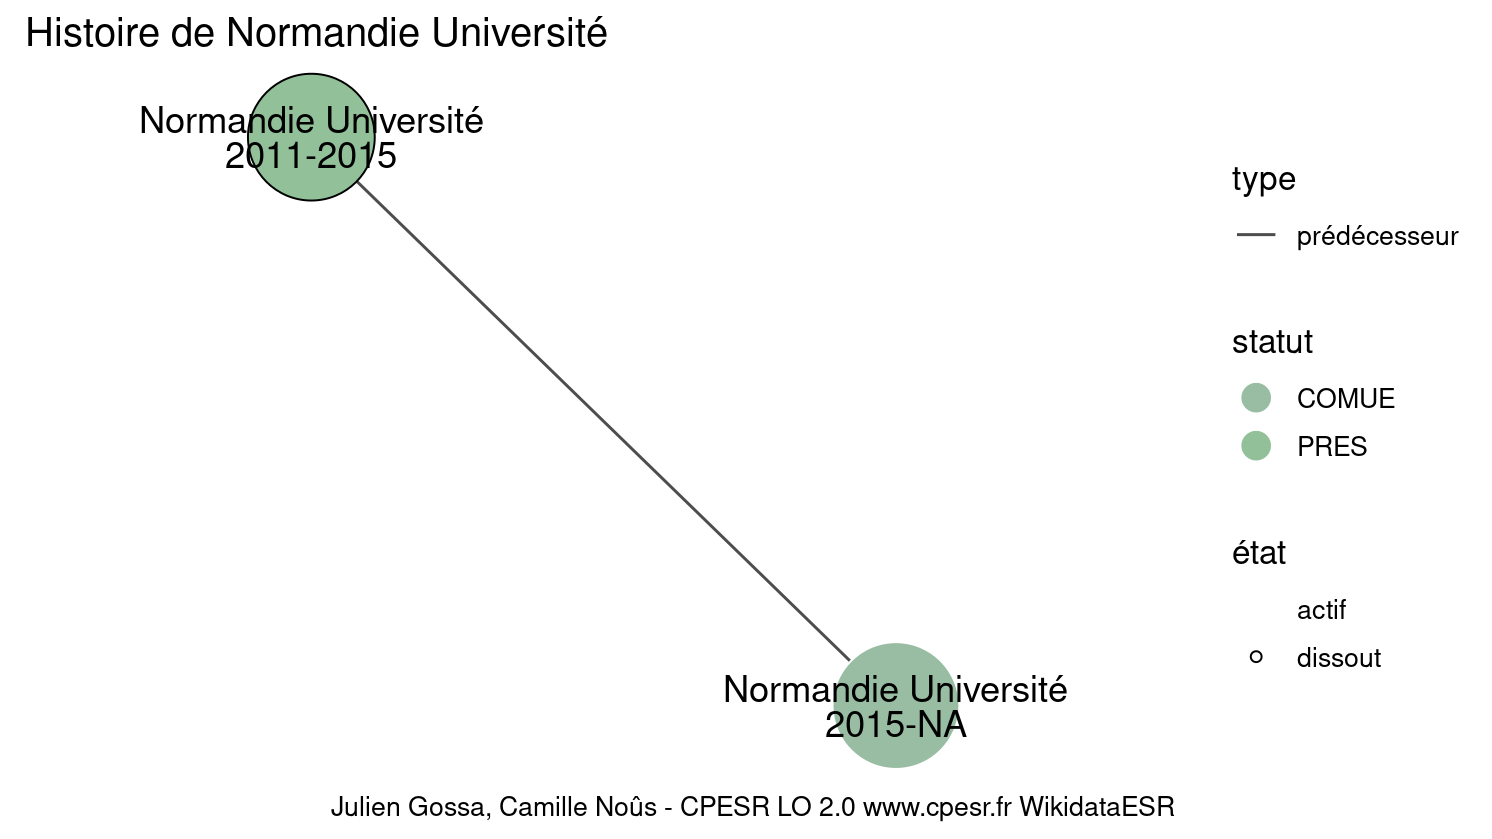 Histoire de Normandie Université
Normandie Université
2011-2015
type
prédécesseur
statut
COMUE
PRES
état
actif
dissout
Normandie Université
2015-NA
Julien Gossa, Camille Noûs - CPESR LO 2.0 www.cpesr.fr WikidataESR